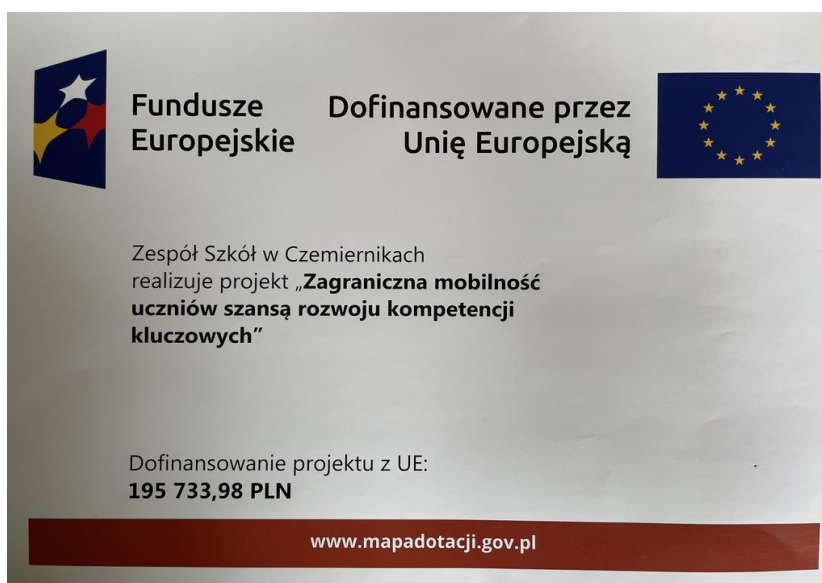 Fundusze
Europejskie
Dofinansowane przez
Unię Europejską
Zespół Szkół w Czemiernikach
realizuje projekt „Zagraniczna mobilność
uczniów szansą rozwoju kompetencji
kluczowych”
Dofinansowanie projektu z UE:
195 733,98 PLN
www.mapadotacji.gov.pl